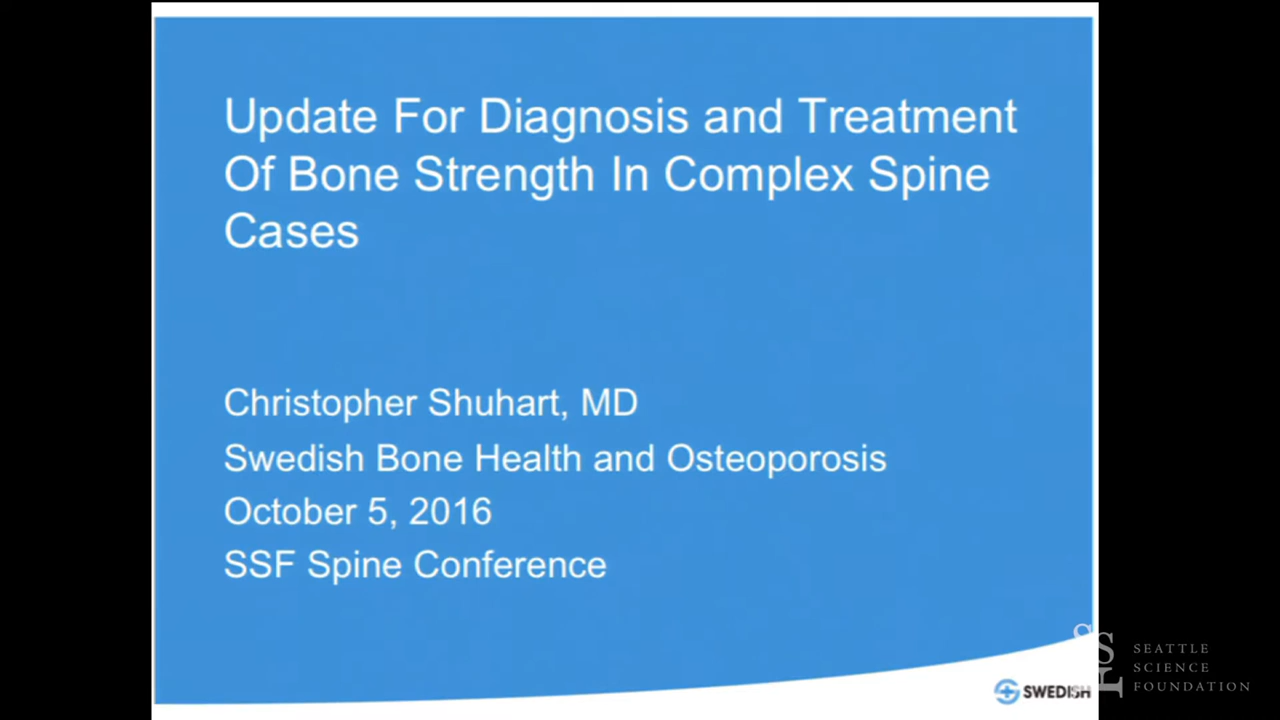 Update For Diagnosis and Treatment
Of Bone Strength In Complex Spine
Cases
Christopher Shuhart, MD
Swedish Bone Health and Osteoporosis
October 5, 2016
SSF Spine Conference
SWEDISH
SEATTLE
SCIENCE
FOUNDATION